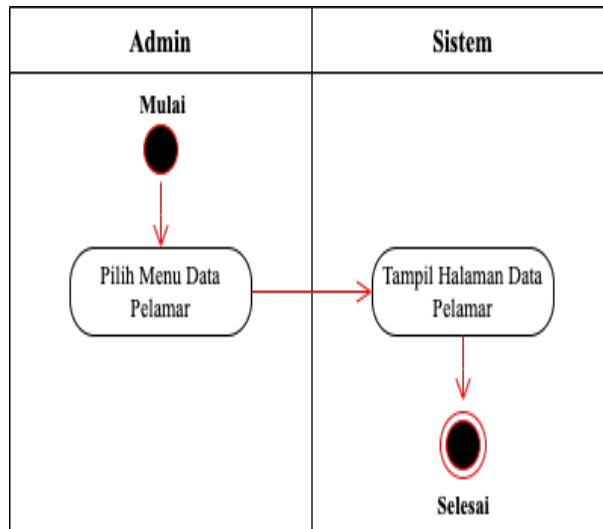 Admin
Sistem
Mulai
Pilih Menu Data
Pelamar
Tampil Halaman Data
Pelamar
Selesai